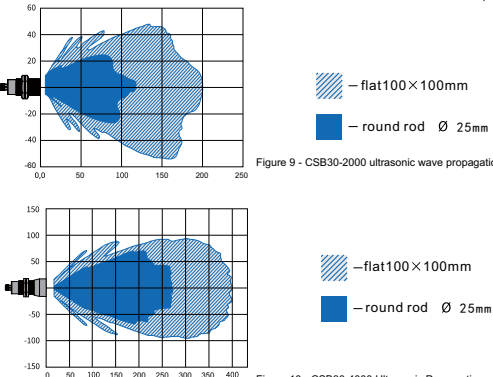 60
40
20
0
-20
-40
-60
0,0 50 100 150 200 250
– flat100×100mm
– round rod Ø 25mm
Figure 9 - CSB30-2000 ultrasonic wave propagation
150
100
50
0
-50
-100
-150
0 50 100 150 200 250 300 350 400
–flat100×100mm
– round rod Ø 25mm